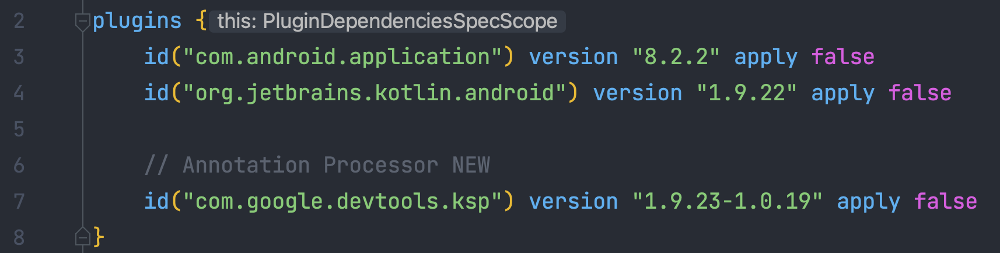 2 plugins { this: PluginDependenciesSpecScope
3 id("com.android.application") version "8.2.2" apply false
4 id("org.jetbrains.kotlin.android") version "1.9.22" apply false
5
6 // Annotation Processor NEW
7 id("com.google.devtools.ksp") version "1.9.23-1.0.19" apply false
8 }